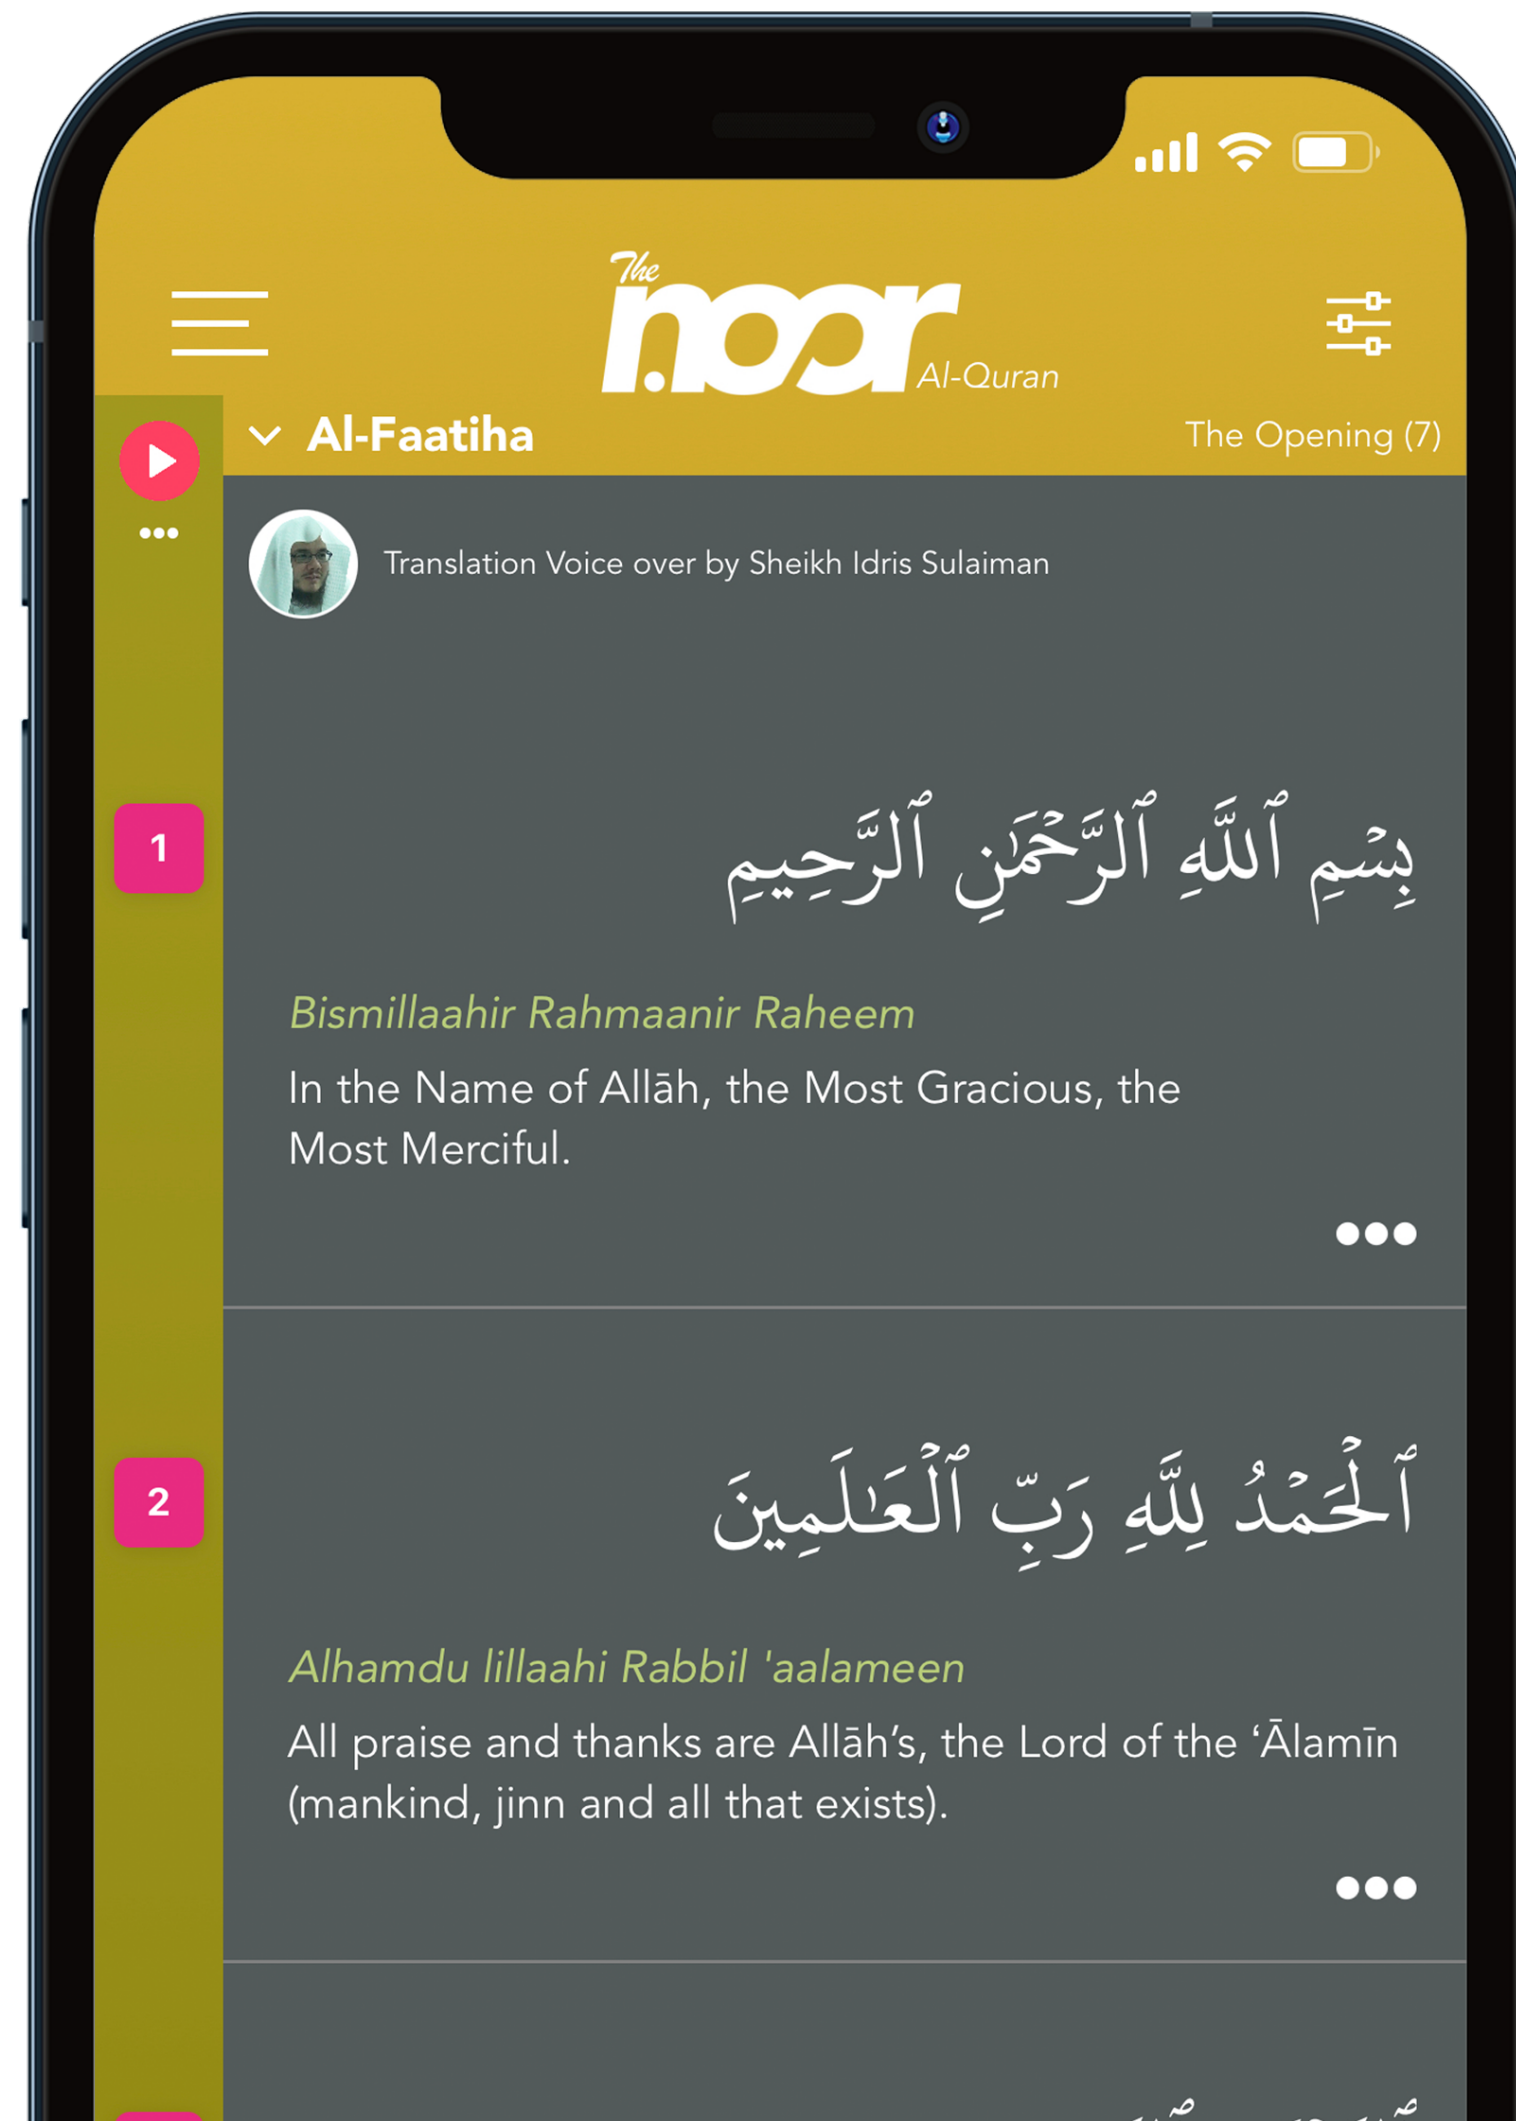 The
noor
Al-Quran
Al-Faatiha
The Opening (7)
Translation Voice over by Sheikh Idris Sulaiman
1
بِسۡمِ ٱللَّهِ ٱلرَّحۡمَٰنِ ٱلرَّحِيمِ
Bismillaahir Rahmaanir Raheem
In the Name of Allāh, the Most Gracious, the
Most Merciful.
2
ٱلۡحَمۡدُ لِلَّهِ رَبِّ ٱلۡعَٰلَمِينَ
Alhamdu lillaahi Rabbil 'aalameen
All praise and thanks are Allāh’s, the Lord of the ‘Ālamīn
(mankind, jinn and all that exists).